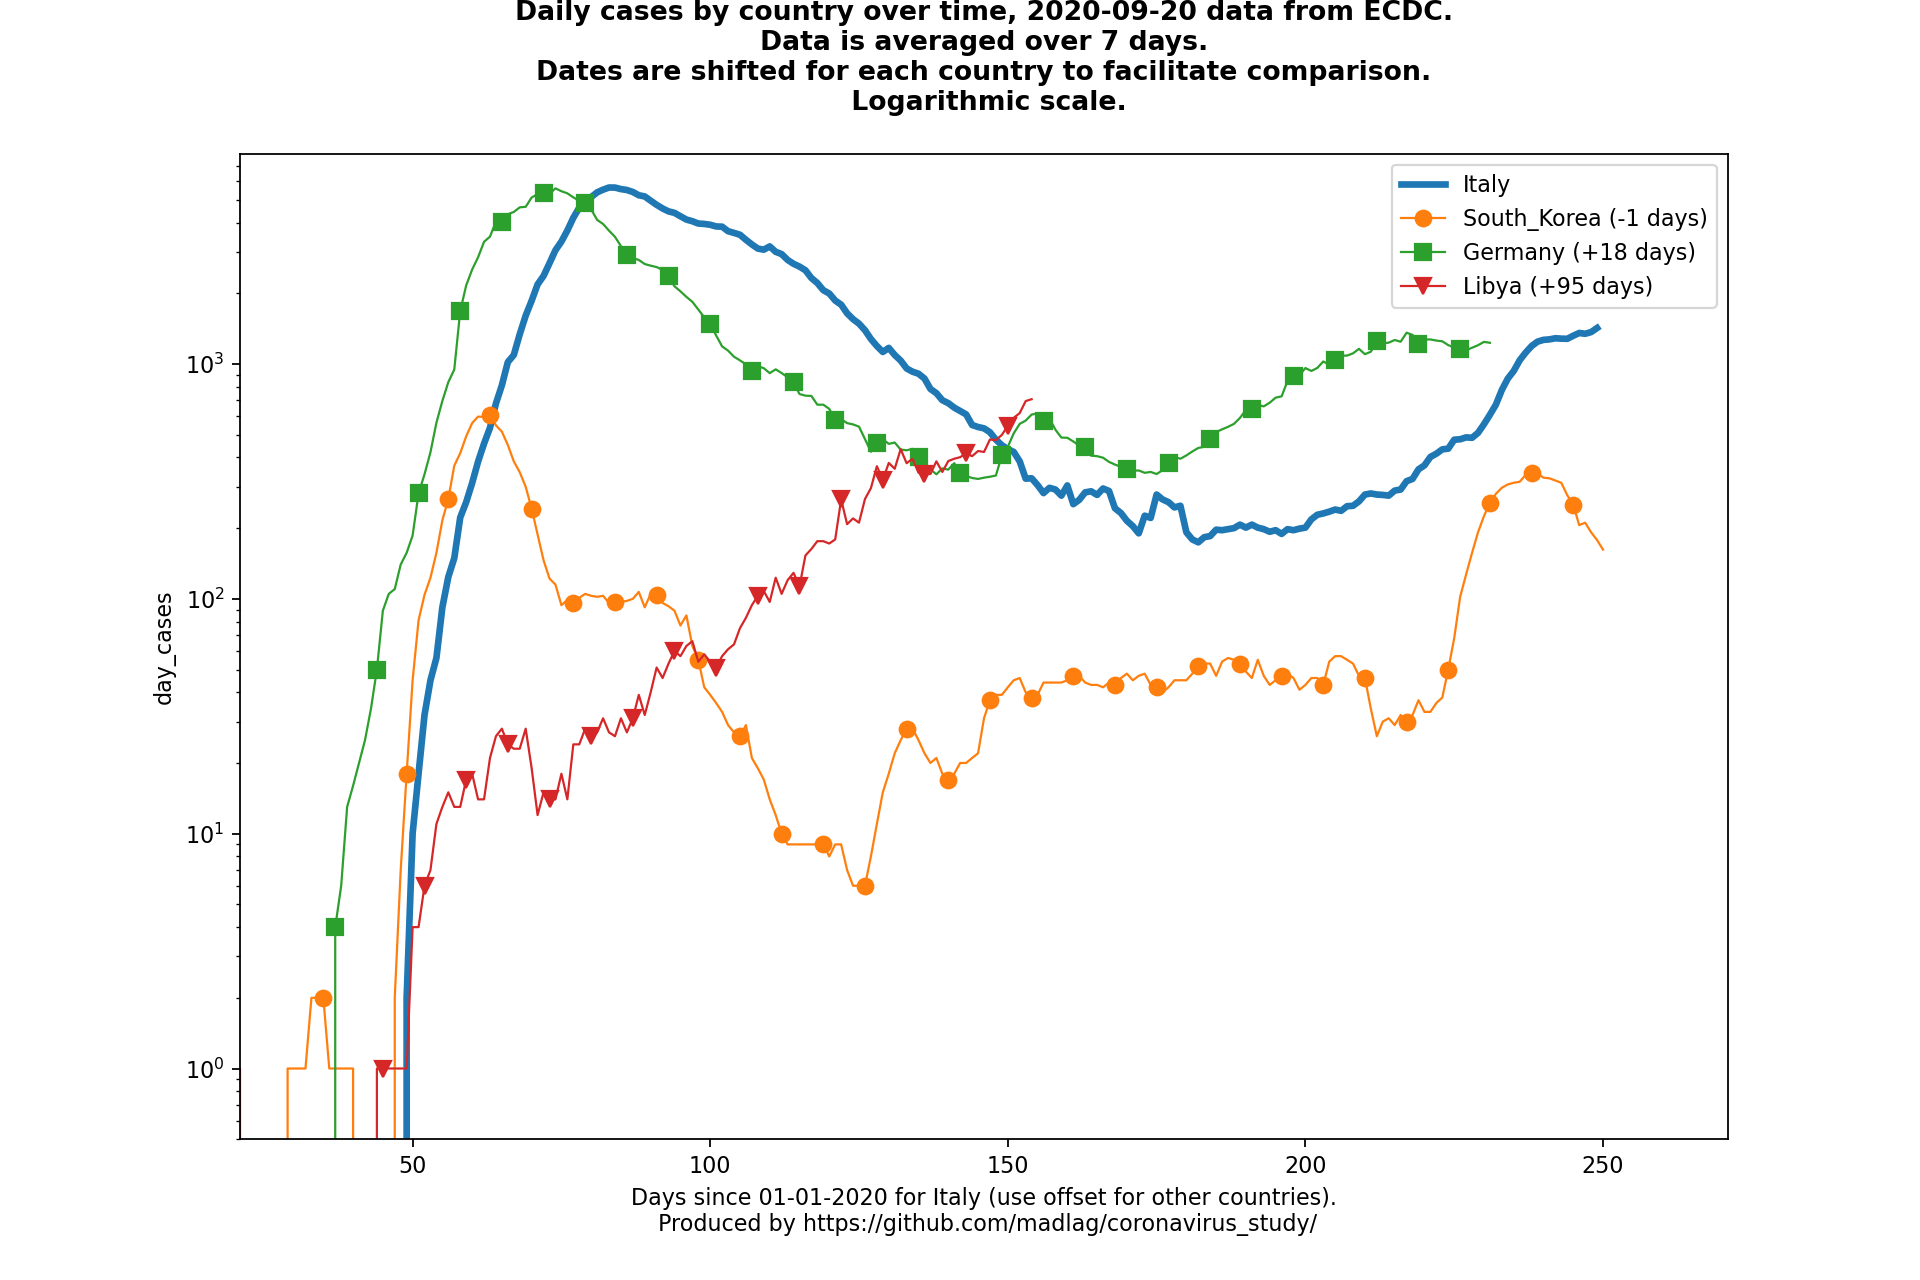 Daily cases by country over time, 2020-09-20 data from ECDC.
Data is averaged over 7 days.
Dates are shifted for each country to facilitate comparison.
Logarithmic scale.
Italy
South_Korea (-1 days)
Germany (+18 days)
Libya (+95 days)
day_cases
10³
10²
10¹
10⁰
50 100 150 200 250
Days since 01-01-2020 for Italy (use offset for other countries).
Produced by https://github.com/madlag/coronavirus_study/